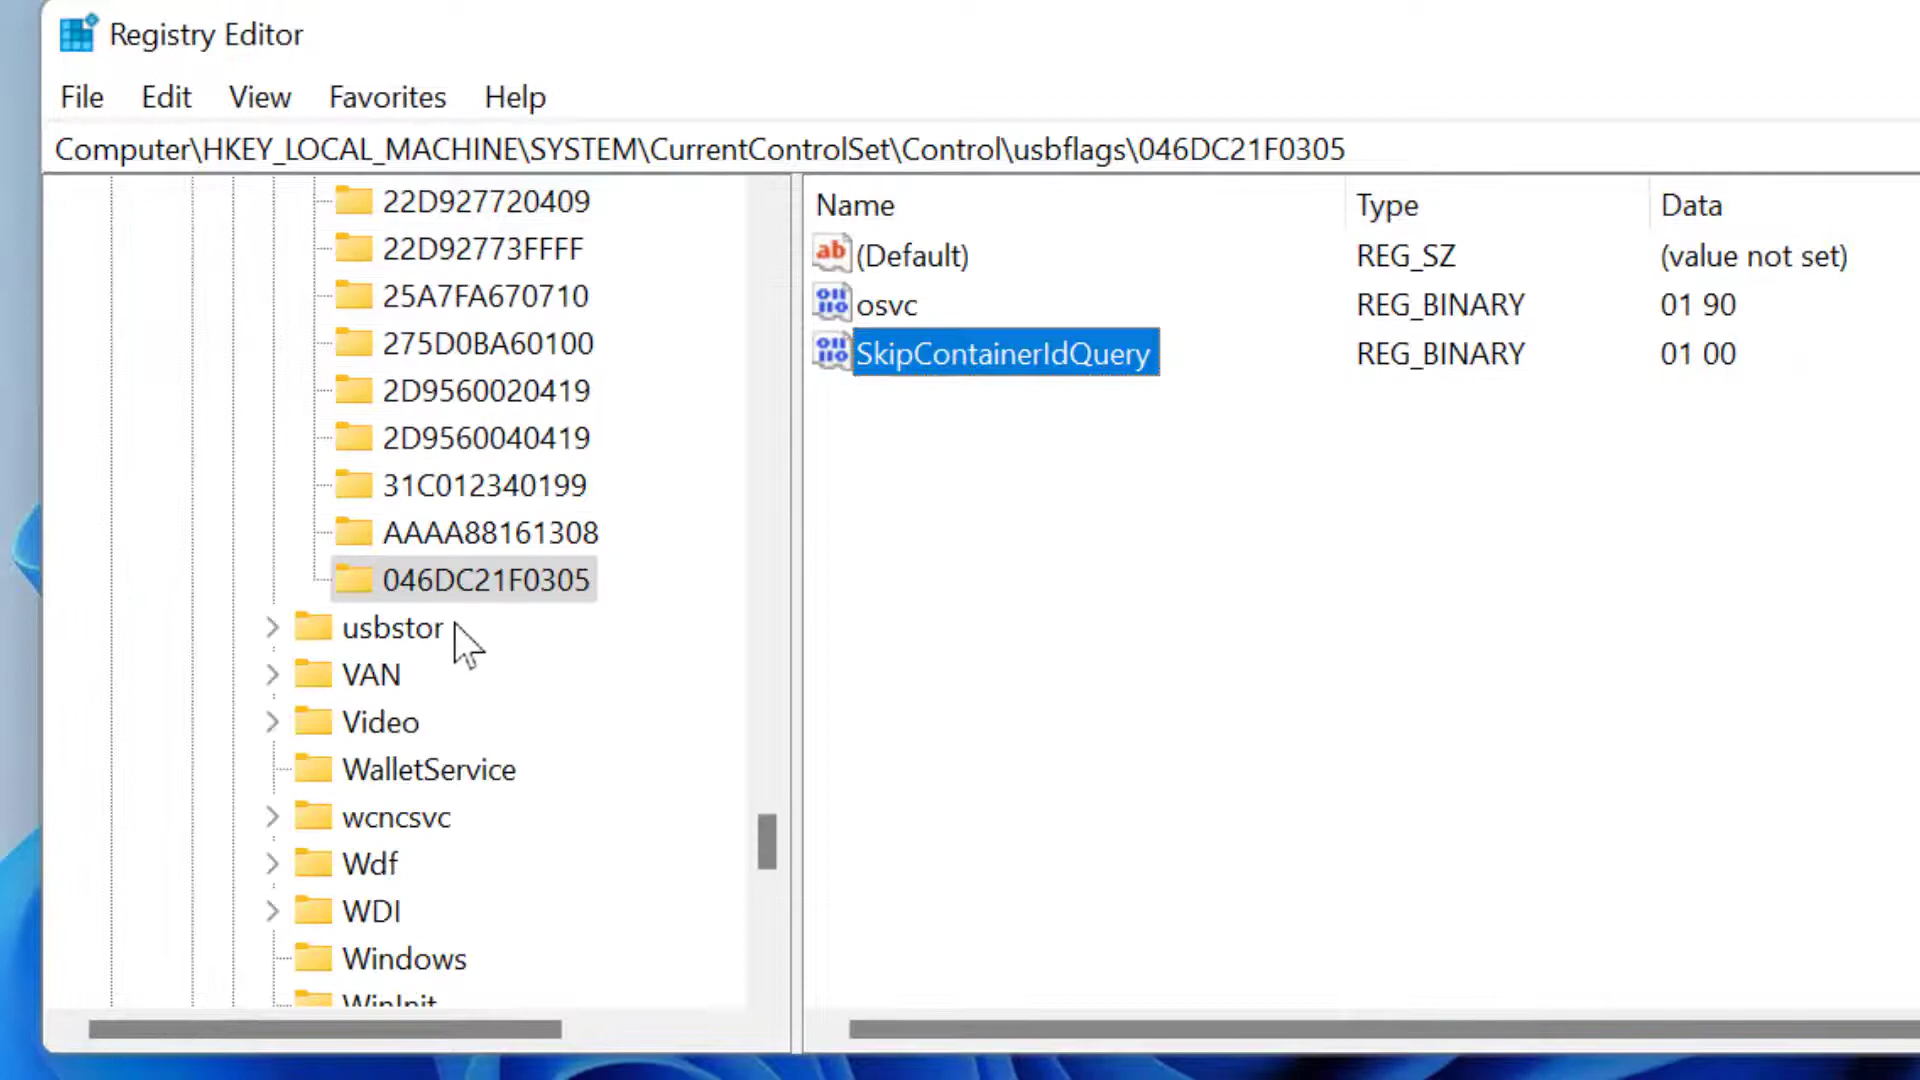 Registry Editor
File Edit View Favorites Help
Computer\HKEY_LOCAL_MACHINE\SYSTEM\CurrentControlSet\Control\usbflags\046DC21F0305
22D927720409
22D92773FFFF
25A7FA670710
275D0BA60100
2D9560020419
2D9560040419
31C012340199
AAAA88161308
046DC21F0305
usbstor
VAN
Video
WalletService
wcncsvc
Wdf
WDI
Windows
WinInit
Name Type Data
(Default) REG_SZ (value not set)
osvc REG_BINARY 01 90
SkipContainerIdQuery REG_BINARY 01 00